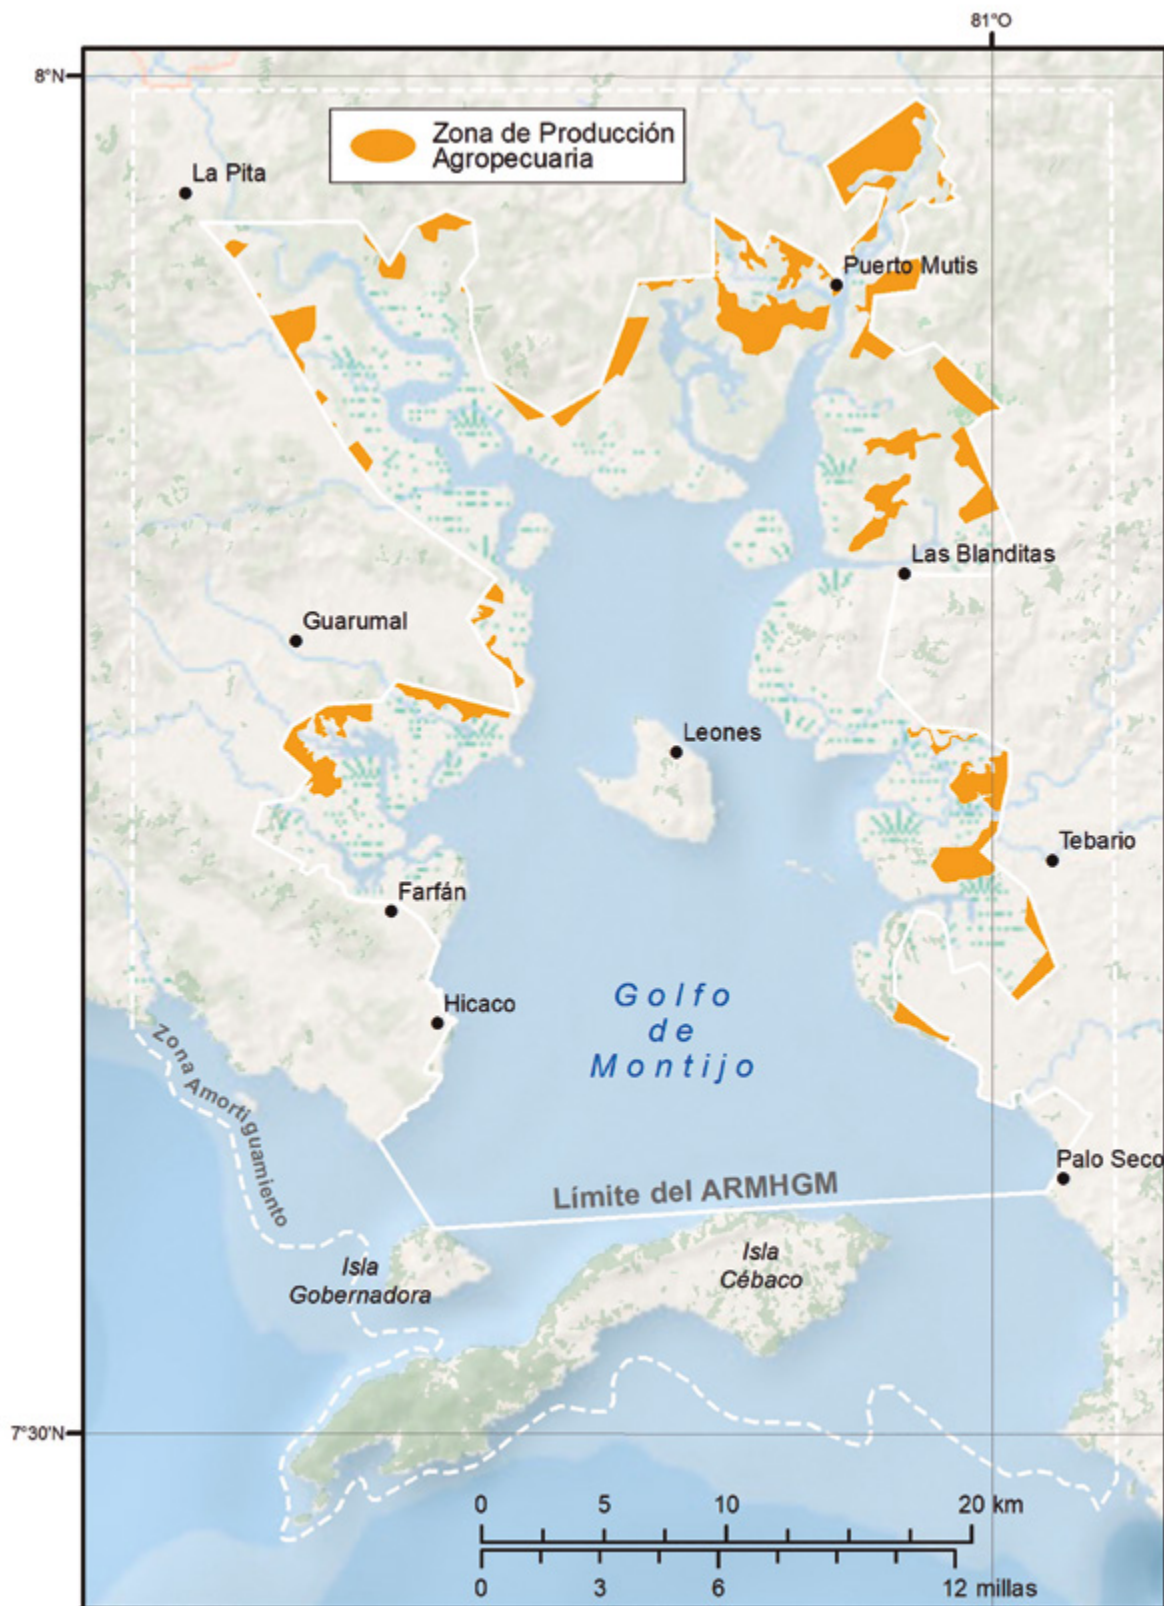 81°O
8°N
Zona de Producción
Agropecuaria
La Pita
Puerto Mutis
Las Blanditas
Guarumal
Leones
Tebario
Farfán
Hicaco
Golfo
de
Montijo
Zona Amortiguamiento
Palo Seco
Límite del ARMHGM
Isla
Gobernadora
Isla
Cébaco
7°30'N
0 5 10 20 km
0 3 6 12 millas